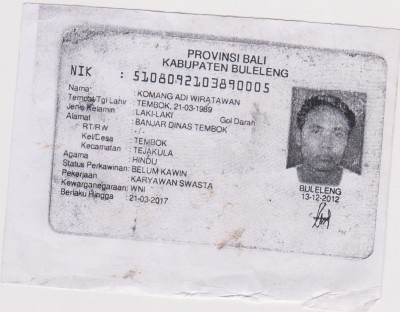 PROVINSI BALI
KABUPATEN BULELENG
NIK : 5108092103890005
Nama : KOMANG ADI WIRATAWAN
Tempat/Tgl Lahir : TEMBOK, 21-03-1989
Jenis Kelamin : LAKI-LAKI Gol Darah
Alamat : BANJAR DINAS TEMBOK
RT/RW : -/-
Kel/Desa : TEMBOK
Kecamatan : TEJAKULA
Agama : HINDU
Status Perkawinan: BELUM KAWIN
Pekerjaan : KARYAWAN SWASTA
Kewarganegaraan: WNI
Berlaku Hingga : 21-03-2017
BULELENG
13-12-2012